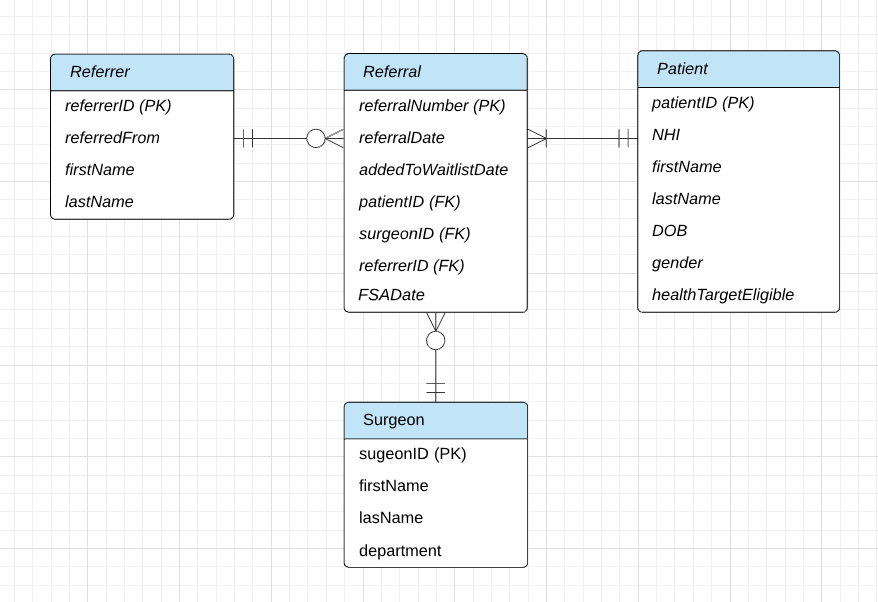 Referrer
referrerID (PK)
referredFrom
firstName
lastName
Referral
referralNumber (PK)
referralDate
addedToWaitlistDate
patientID (FK)
surgeonID (FK)
referrerID (FK)
FSADate
Patient
patientID (PK)
NHI
firstName
lastName
DOB
gender
healthTargetEligible
Surgeon
sugeonID (PK)
firstName
lasName
department